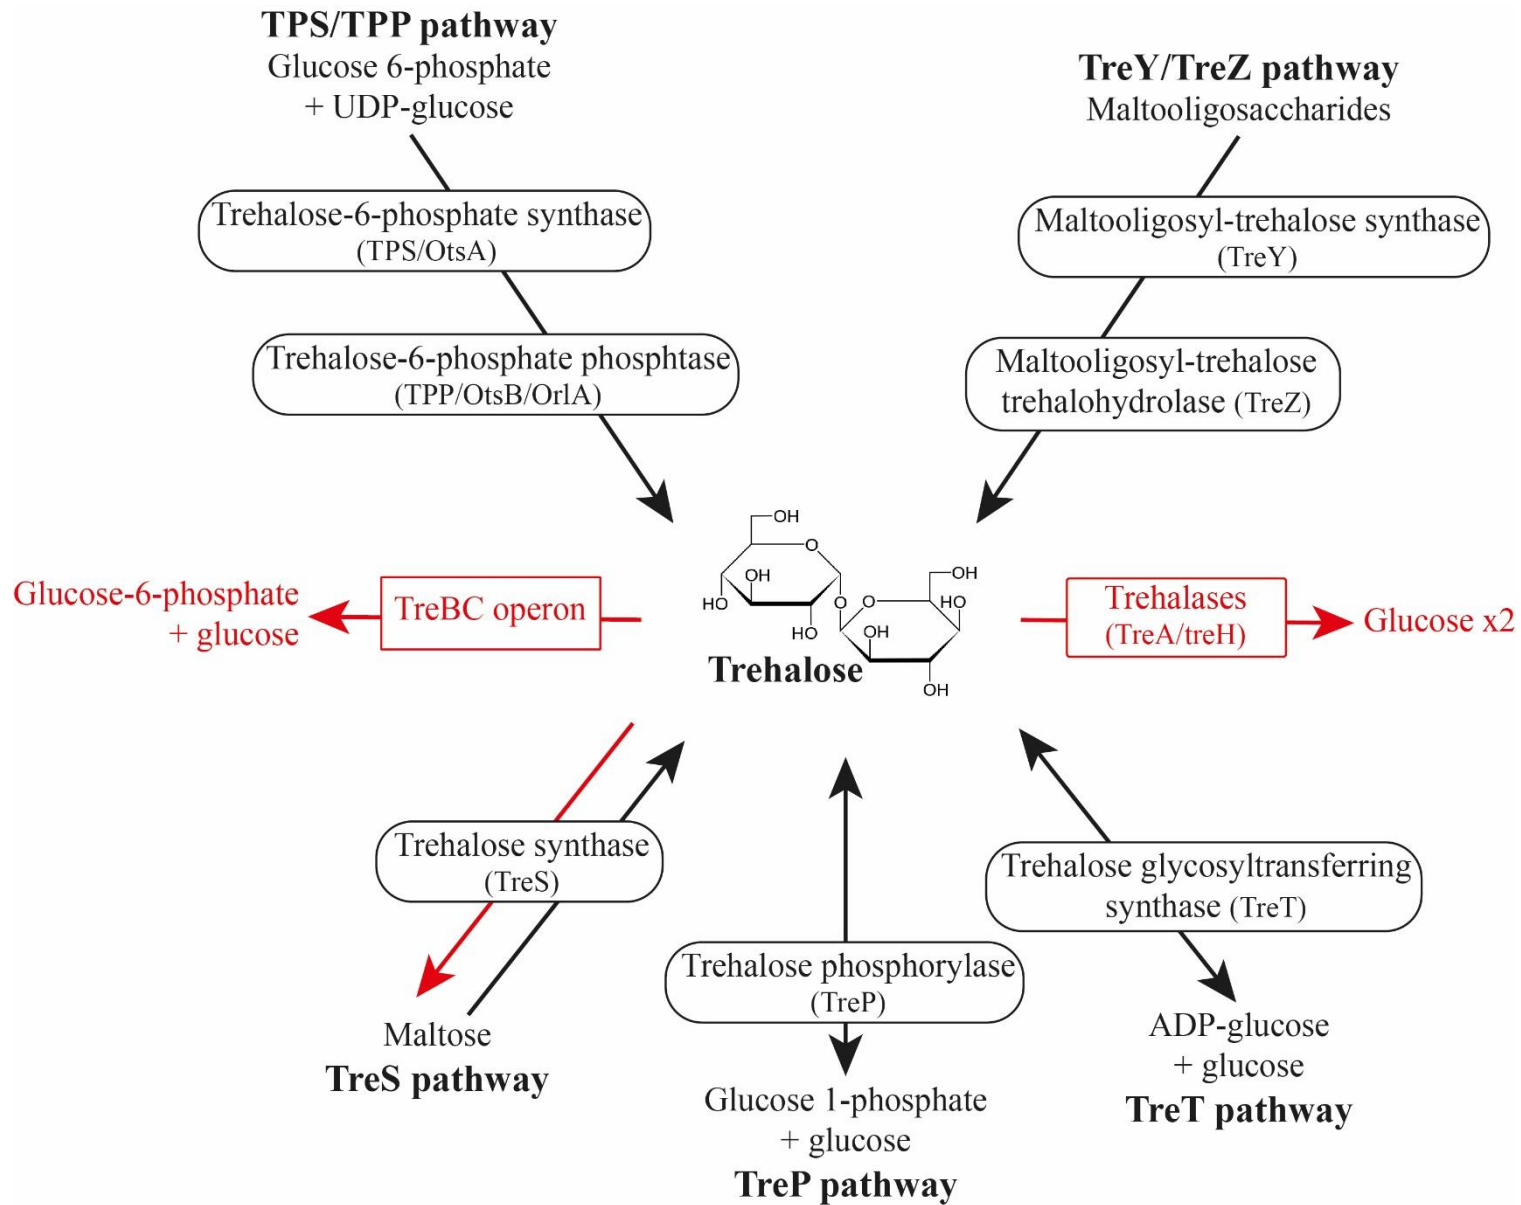 TPS/TPP pathway
Glucose 6-phosphate
+ UDP-glucose
Trehalose-6-phosphate synthase
(TPS/OtsA)
Trehalose-6-phosphate phosphtase
(TPP/OtsB/OrlA)
TreY/TreZ pathway
Maltooligosaccharides
Maltooligosyl-trehalose synthase
(TreY)
Maltooligosyl-trehalose
trehalohydrolase (TreZ)
Glucose-6-phosphate
+ glucose
TreBC operon
OH
O
OH
HO
HO
O
O
OH
HO
OH
OH
Trehalose
Trehalases
(TreA/treH)
Glucose x2
Trehalose synthase
(TreS)
Maltose
TreS pathway
Trehalose phosphorylase
(TreP)
Glucose 1-phosphate
+ glucose
TreP pathway
Trehalose glycosyltransferring
synthase (TreT)
ADP-glucose
+ glucose
TreT pathway